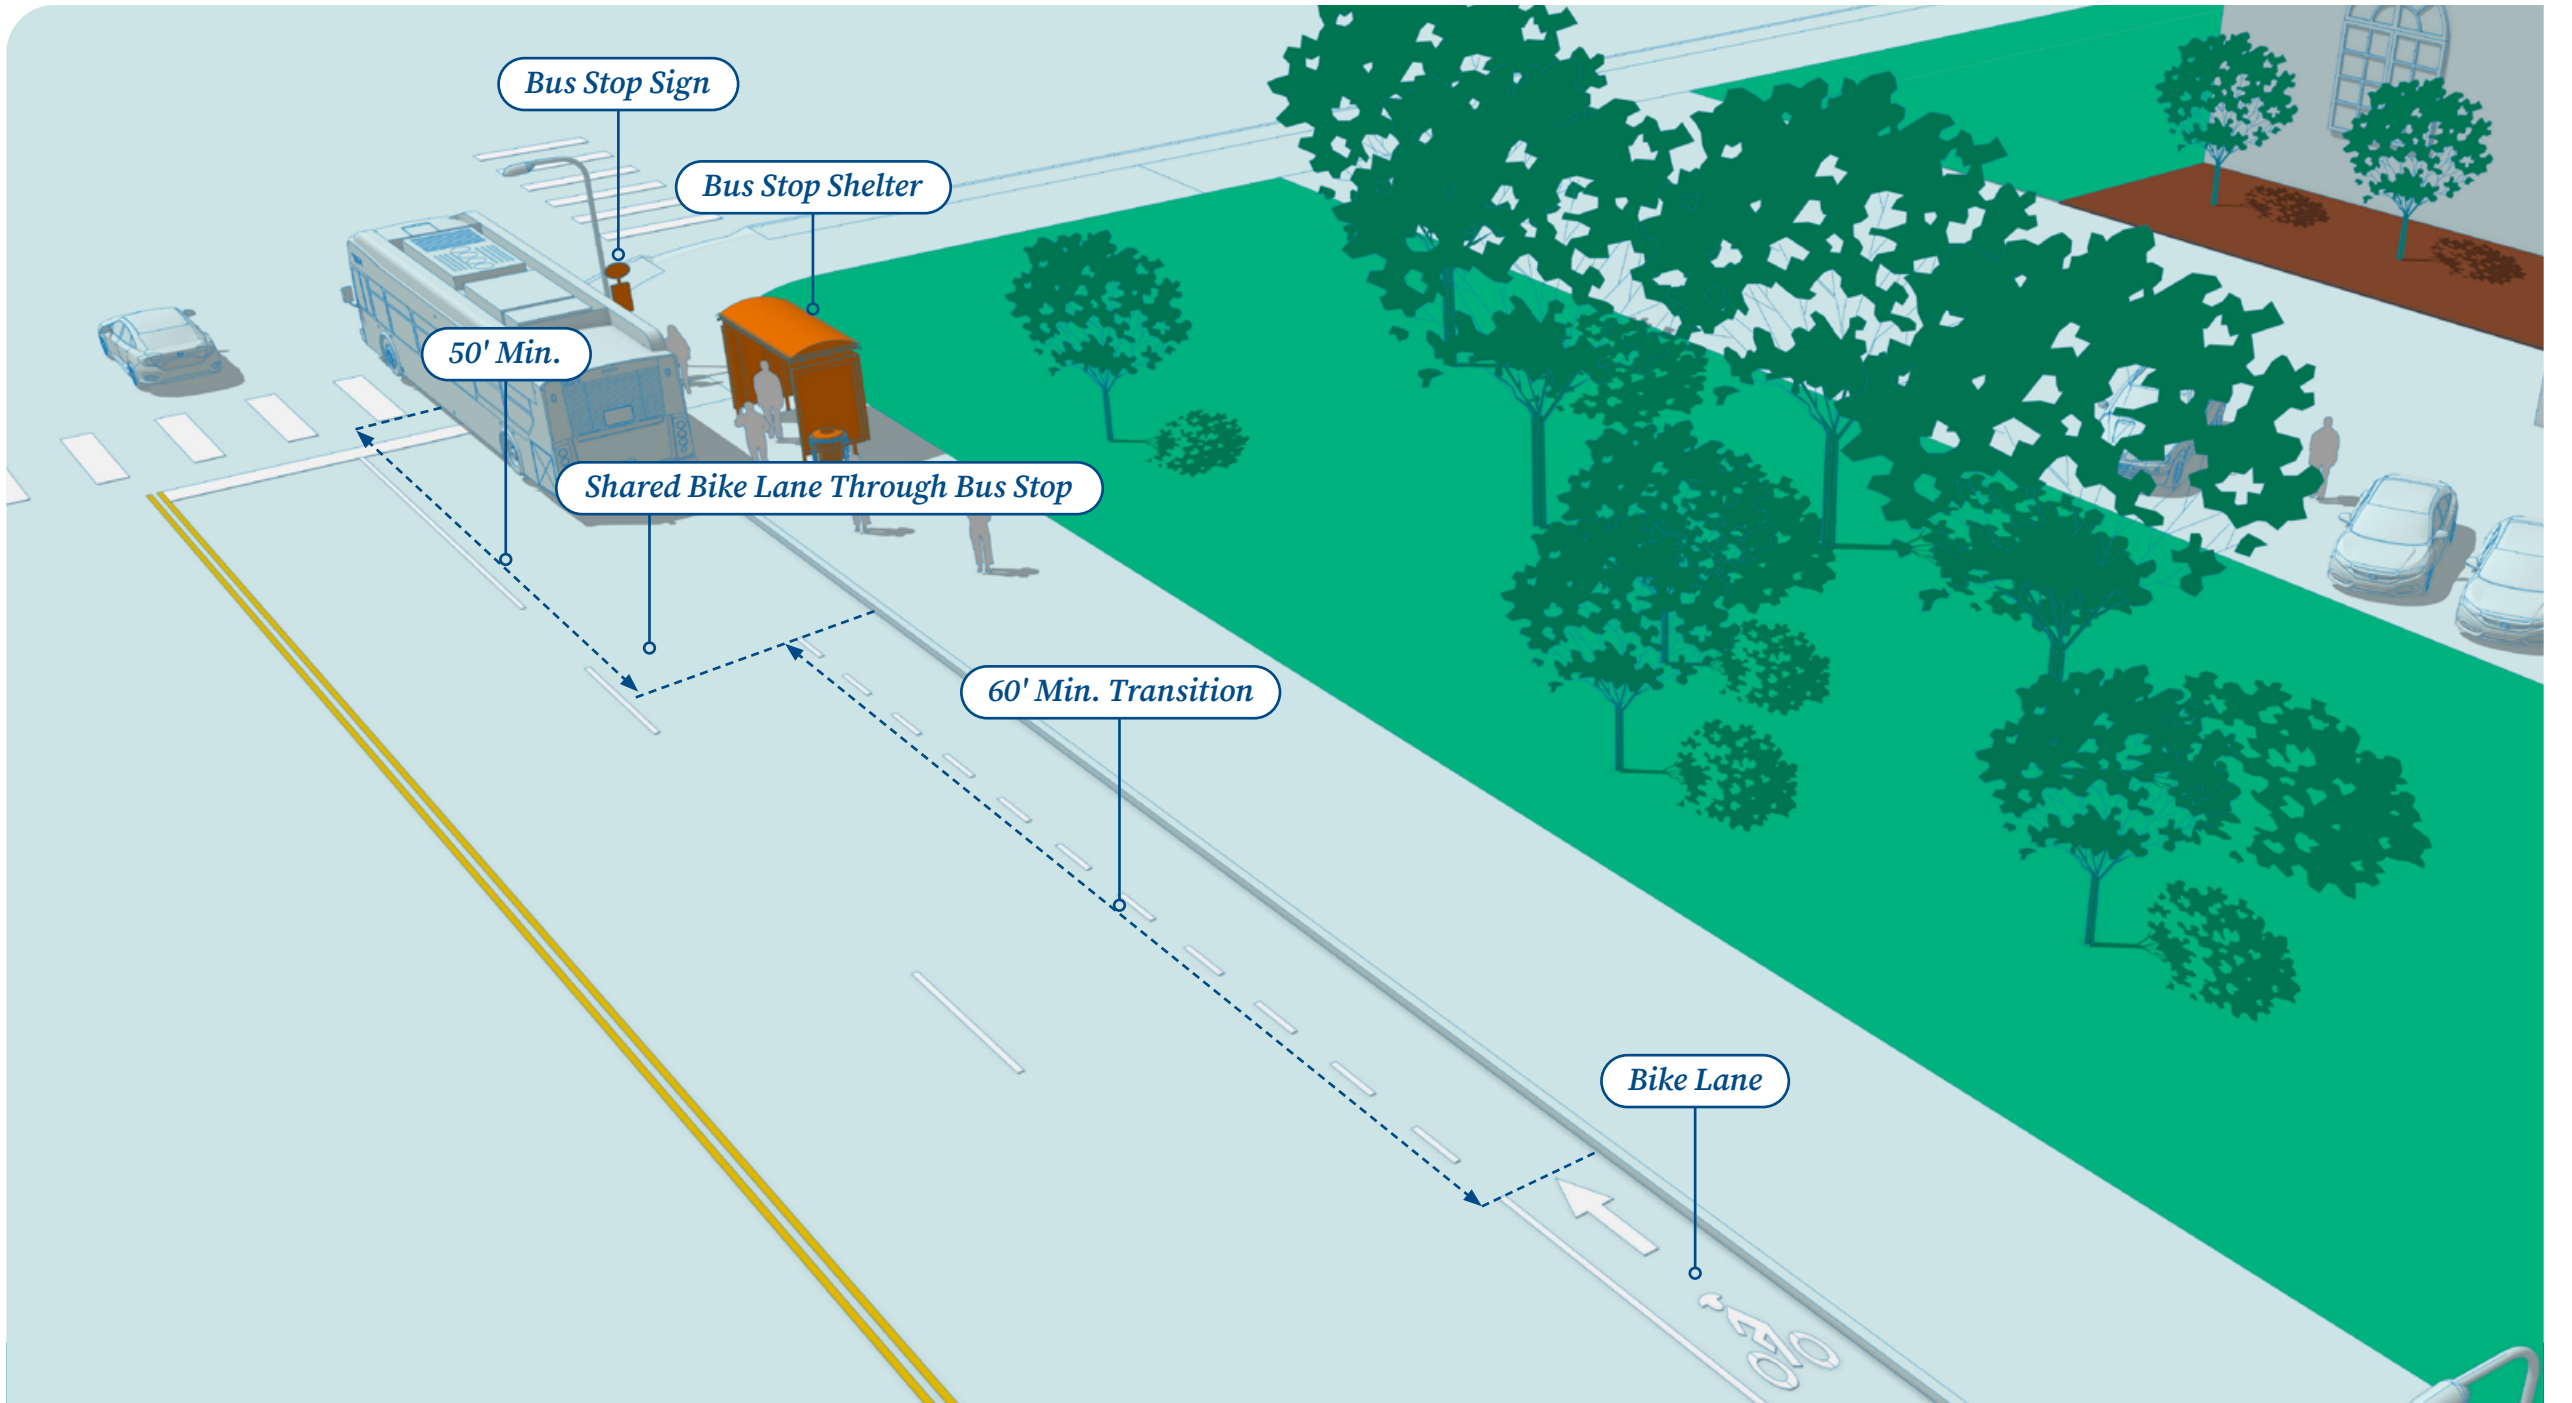 Bus Stop Sign
Bus Stop Shelter
50' Min.
Shared Bike Lane Through Bus Stop
60' Min. Transition
Bike Lane